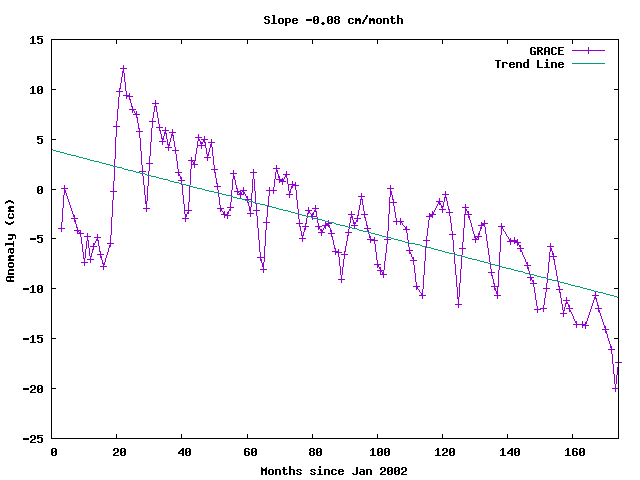 Slope -0.08 cm/month
GRACE
Trend Line
15
10
5
0
-5
-10
-15
-20
-25
Anomaly (cm)
0 20 40 60 80 100 120 140 160
Months since Jan 2002